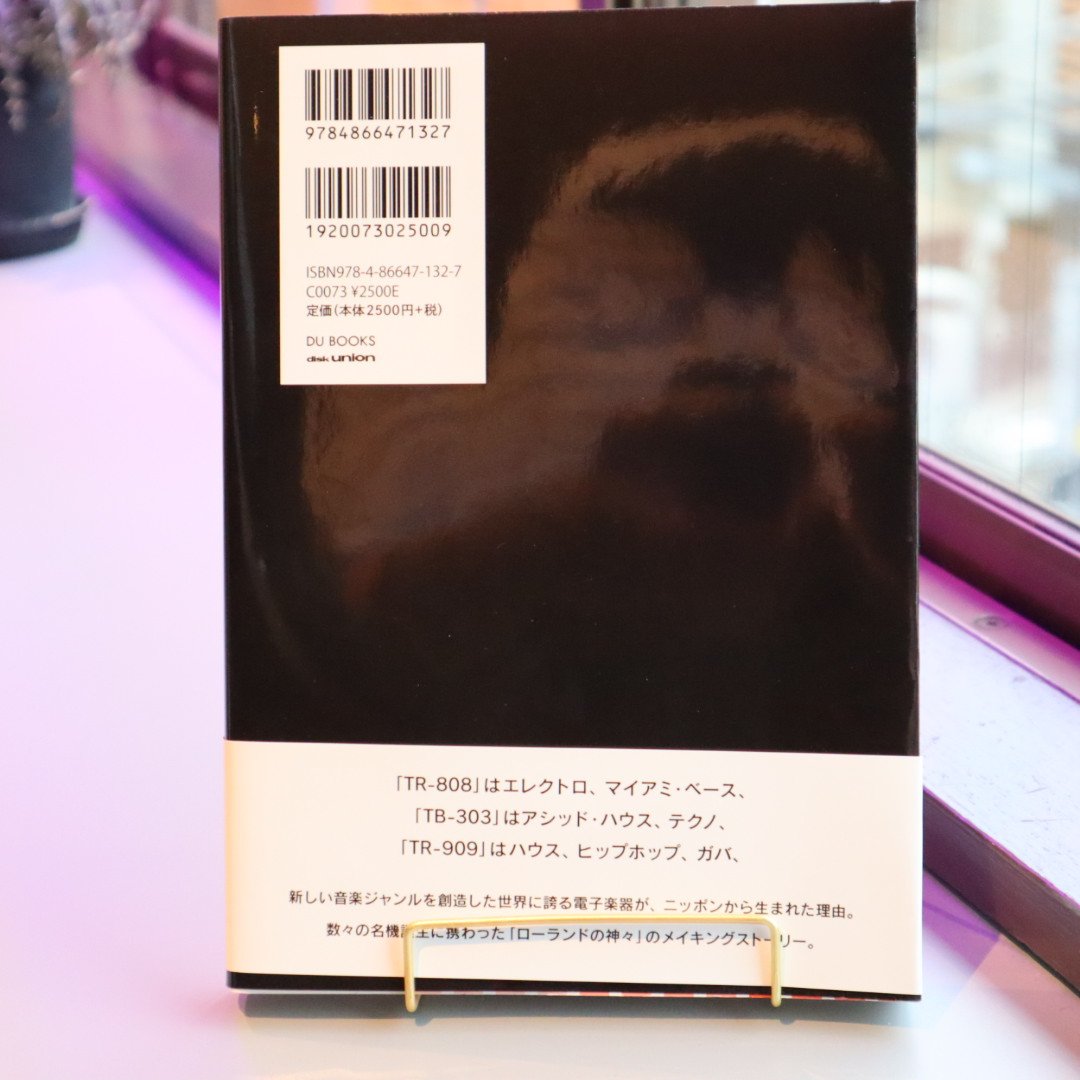 9784866471327
1920073025009
ISBN978-4-86647-132-7
C0073 ¥2500E
定価(本体2500円+税)
DU BOOKS
disk union
「TR-808」はエレクトロ、マイアミ・ベース、
「TB-303」はアシッド・ハウス、テクノ、
「TR-909」はハウス、ヒップホップ、ガバ、
新しい音楽ジャンルを創造した世界に誇る電子楽器が、ニッポンから生まれた理由。
数々の名機誕生に携わった「ローランドの神々」のメイキングストーリー。